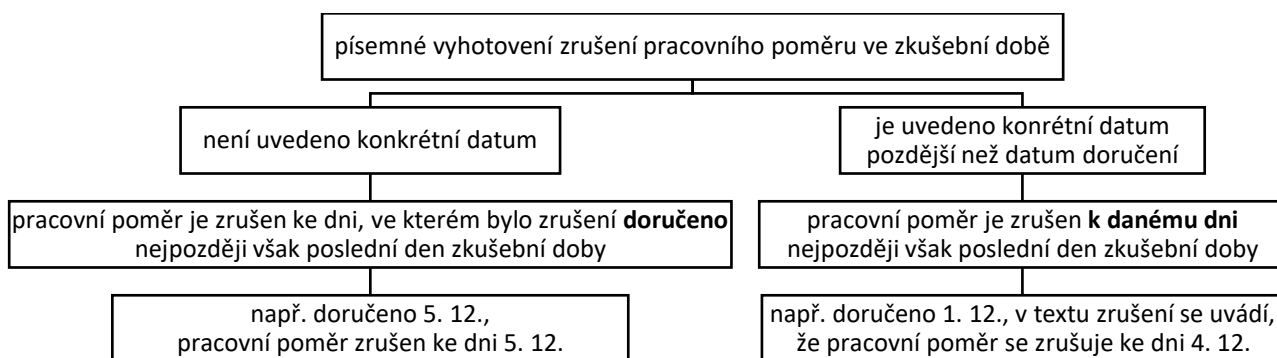 písemné vyhotovení zrušení pracovního poměru ve zkušební době
není uvedeno konkrétní datum
je uvedeno konrétní datum
pozdější než datum doručení
pracovní poměr je zrušen ke dni, ve kterém bylo zrušení doručeno
nejpozději však poslední den zkušební doby
pracovní poměr je zrušen k danému dni
nejpozději však poslední den zkušební doby
např. doručeno 5. 12.,
pracovní poměr zrušen ke dni 5. 12.
např. doručeno 1. 12., v textu zrušení se uvádí,
že pracovní poměr se zrušuje ke dni 4. 12.